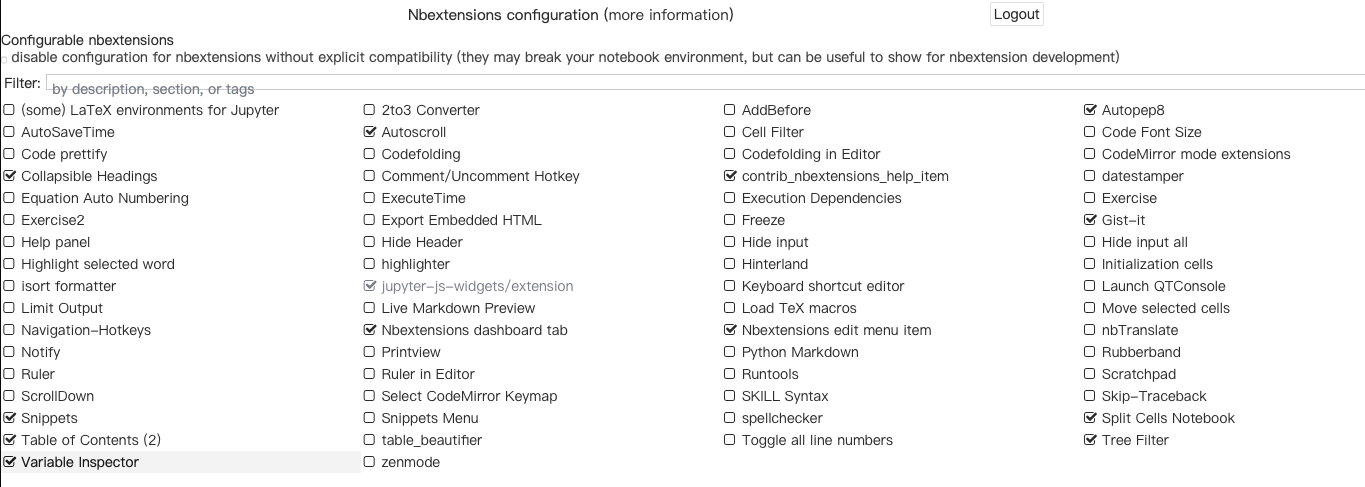 Nbextensions configuration (more information) Logout
Configurable nbextensions
disable configuration for nbextensions without explicit compatibility (they may break your notebook environment, but can be useful to show for nbextension development)
Filter: by description, section, or tags
(some) LaTeX environments for Jupyter 2to3 Converter AddBefore Autopep8
AutoSaveTime Autoscroll Cell Filter Code Font Size
Code prettify Codefolding Codefolding in Editor CodeMirror mode extensions
Collapsible Headings Comment/Uncomment Hotkey contrib_nbextensions_help_item datestamper
Equation Auto Numbering ExecuteTime Execution Dependencies Exercise
Exercise2 Export Embedded HTML Freeze Gist-it
Help panel Hide Header Hide input Hide input all
Highlight selected word highlighter Hinterland Initialization cells
isort formatter jupyter-js-widgets/extension Keyboard shortcut editor Launch QTConsole
Limit Output Live Markdown Preview Load TeX macros Move selected cells
Navigation-Hotkeys Nbextensions dashboard tab Nbextensions edit menu item nbTranslate
Notify Printview Python Markdown Rubberband
Ruler Ruler in Editor Runtools Scratchpad
ScrollDown Select CodeMirror Keymap SKILL Syntax Skip-Traceback
Snippets Snippets Menu spellchecker Split Cells Notebook
Table of Contents (2) table_beautifier Toggle all line numbers Tree Filter
Variable Inspector zenmode